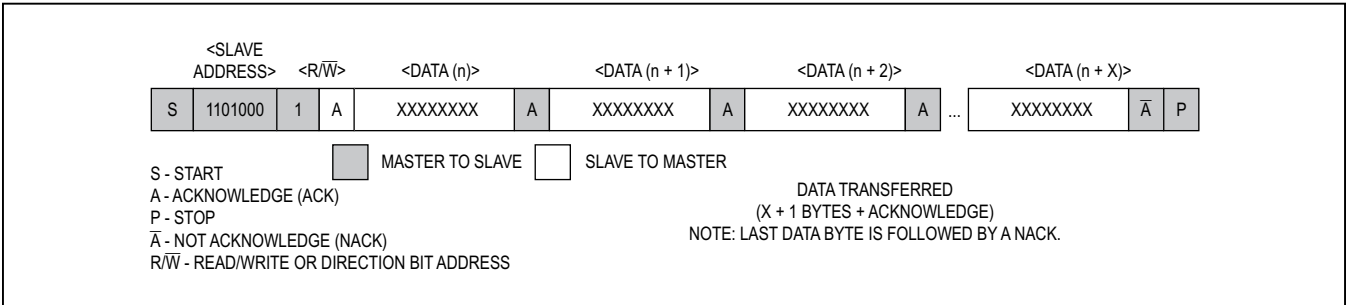 <SLAVE
ADDRESS> <R/W̅> <DATA (n)> <DATA (n + 1)> <DATA (n + 2)> <DATA (n + X)>
S 1101000 1 A XXXXXXXX A XXXXXXXX A XXXXXXXX A ... XXXXXXXX A̅ P
MASTER TO SLAVE SLAVE TO MASTER
S - START
A - ACKNOWLEDGE (ACK)
P - STOP
A̅ - NOT ACKNOWLEDGE (NACK)
R/W̅ - READ/WRITE OR DIRECTION BIT ADDRESS
DATA TRANSFERRED
(X + 1 BYTES + ACKNOWLEDGE)
NOTE: LAST DATA BYTE IS FOLLOWED BY A NACK.